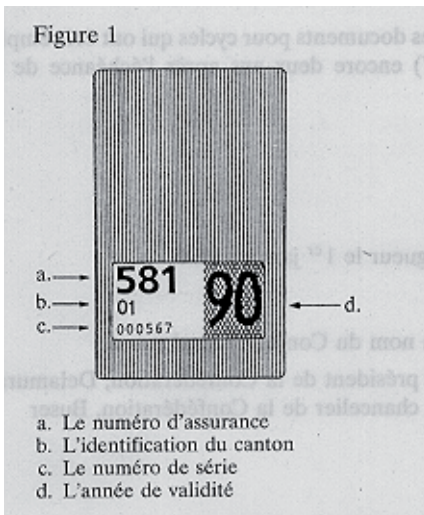 Figure 1
a.
581
b.
01
90
d.
c.
000567
a. Le numéro d'assurance
b. L'identification du canton
c. Le numéro de série
d. L'année de validité